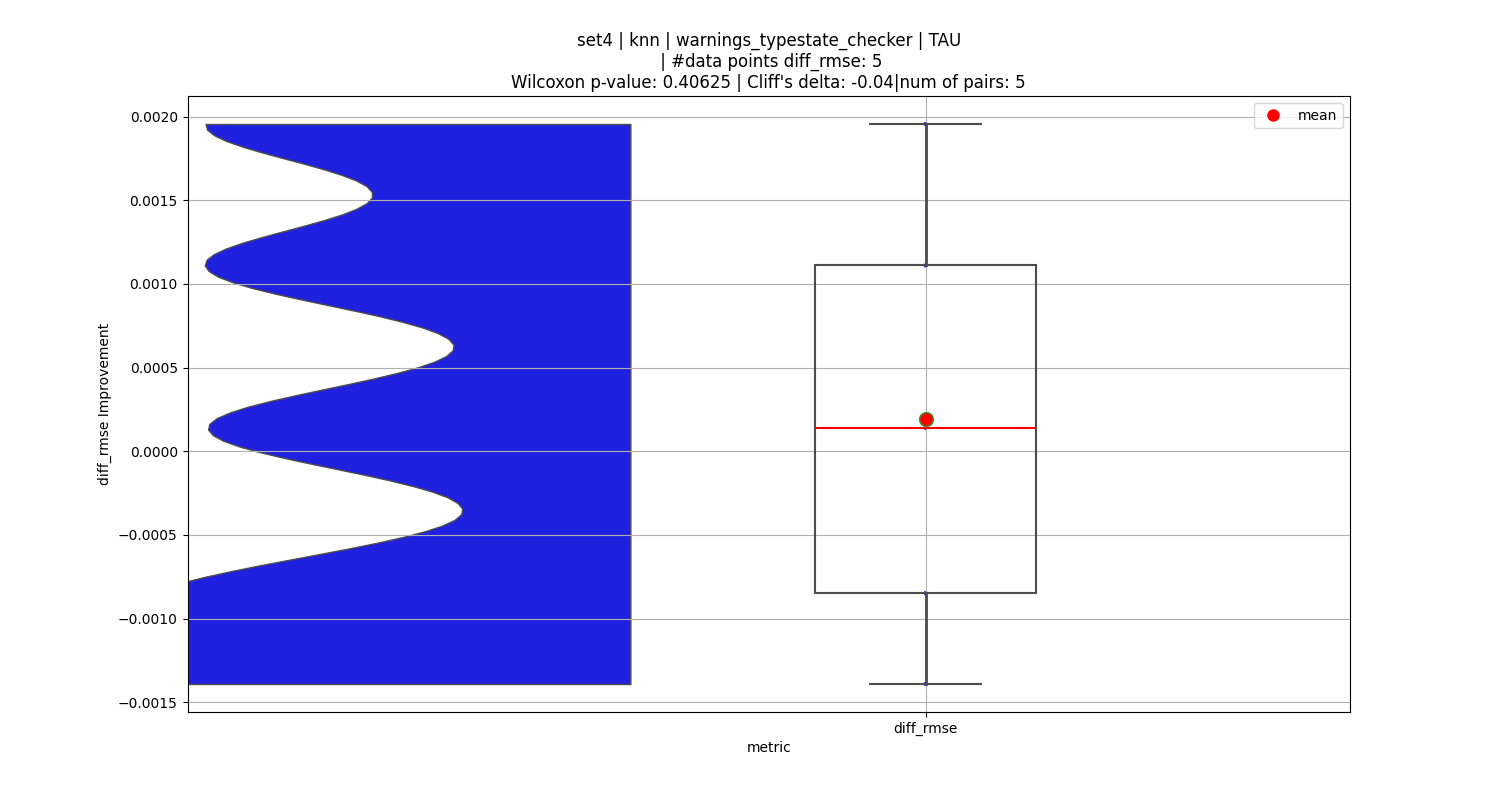 set4 | knn | warnings_typestate_checker | TAU
| #data points diff_rmse: 5
Wilcoxon p-value: 0.40625 | Cliff's delta: -0.04|num of pairs: 5
mean
0.0020
0.0015
0.0010
0.0005
0.0000
−0.0005
−0.0010
−0.0015
diff_rmse Improvement
diff_rmse
metric